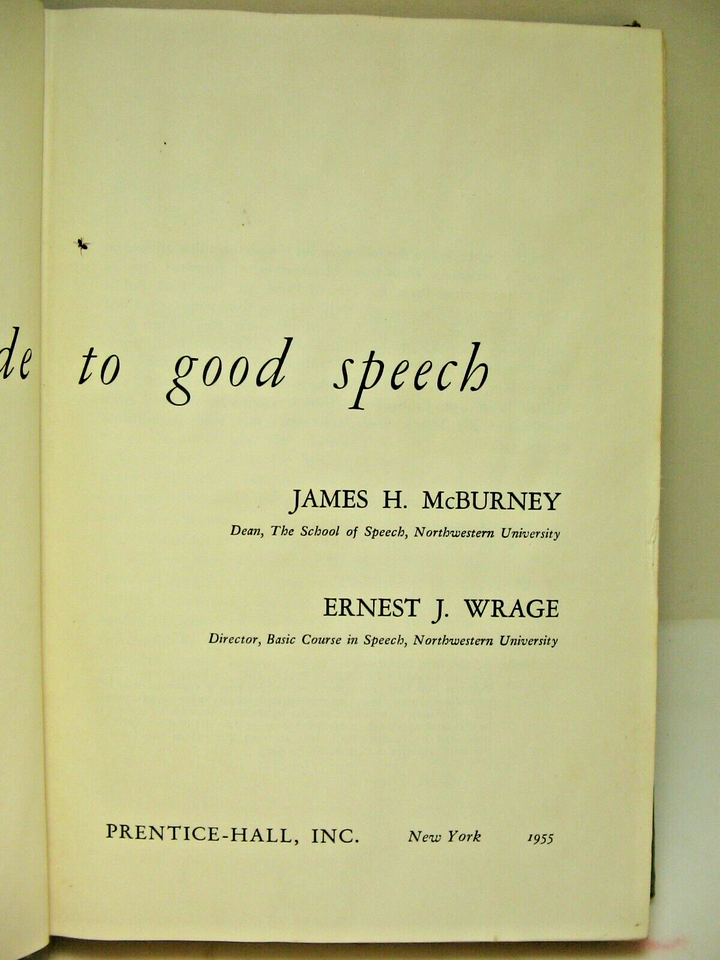 de to good speech
JAMES H. McBURNEY
Dean, The School of Speech, Northwestern University
ERNEST J. WRAGE
Director, Basic Course in Speech, Northwestern University
PRENTICE-HALL, INC. New York 1955